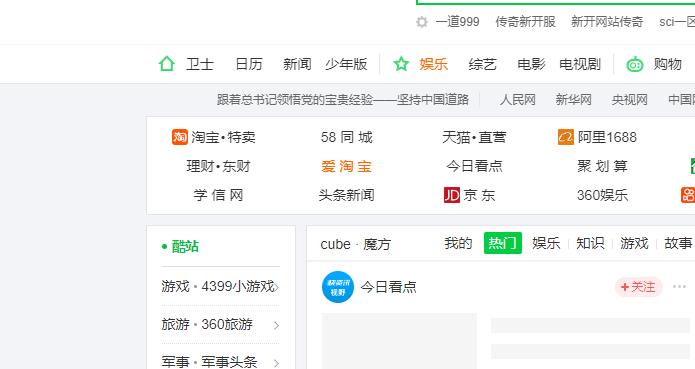 一道999 传奇新开服 新开网站传奇 sci一区
卫士 日历 新闻 少年版 娱乐 综艺 电影 电视剧 购物
跟着总书记领悟党的宝贵经验——坚持中国道路 人民网 新华网 央视网 中国网
淘 淘宝•特卖 58 同 城 天猫•直营 阿里1688
理财•东财 爱 淘 宝 今日看点 聚 划 算
学 信 网 头条新闻 JD 京 东 360娱乐
酷站
cube · 魔方 我的 热门 娱乐 知识 游戏 故事
游戏 • 4399小游戏
快资讯 视野 今日看点 +关注 ···
旅游 • 360旅游
军事 • 军事头条